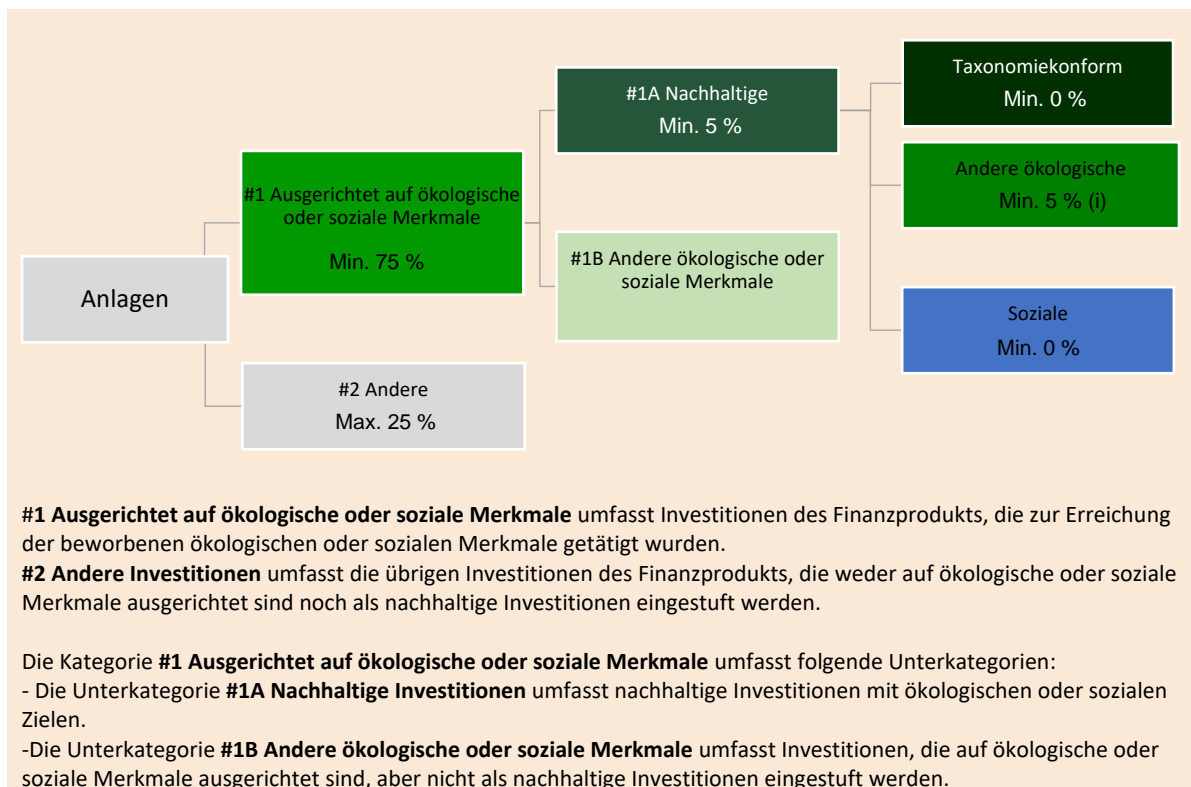 Anlagen
#1 Ausgerichtet auf ökologische
oder soziale Merkmale
Min. 75 %
#2 Andere
Max. 25 %
#1A Nachhaltige
Min. 5 %
#1B Andere ökologische oder
soziale Merkmale
Taxonomiekonform
Min. 0 %
Andere ökologische
Min. 5 % (i)
Soziale
Min. 0 %
#1 Ausgerichtet auf ökologische oder soziale Merkmale umfasst Investitionen des Finanzprodukts, die zur Erreichung
der beworbenen ökologischen oder sozialen Merkmale getätigt wurden.
#2 Andere Investitionen umfasst die übrigen Investitionen des Finanzprodukts, die weder auf ökologische oder soziale
Merkmale ausgerichtet sind noch als nachhaltige Investitionen eingestuft werden.
Die Kategorie #1 Ausgerichtet auf ökologische oder soziale Merkmale umfasst folgende Unterkategorien:
- Die Unterkategorie #1A Nachhaltige Investitionen umfasst nachhaltige Investitionen mit ökologischen oder sozialen
Zielen.
-Die Unterkategorie #1B Andere ökologische oder soziale Merkmale umfasst Investitionen, die auf ökologische oder
soziale Merkmale ausgerichtet sind, aber nicht als nachhaltige Investitionen eingestuft werden.